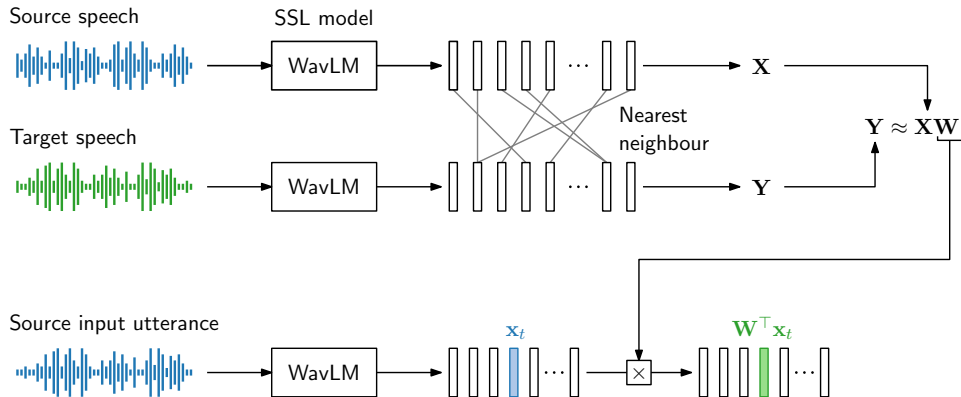 Source speech
SSL model
WavLM
⋯
X
Nearest
neighbour
Y ≈ XW
Target speech
WavLM
⋯
Y
Source input utterance
x_t
W^⊤x_t
WavLM
⋯
×
⋯